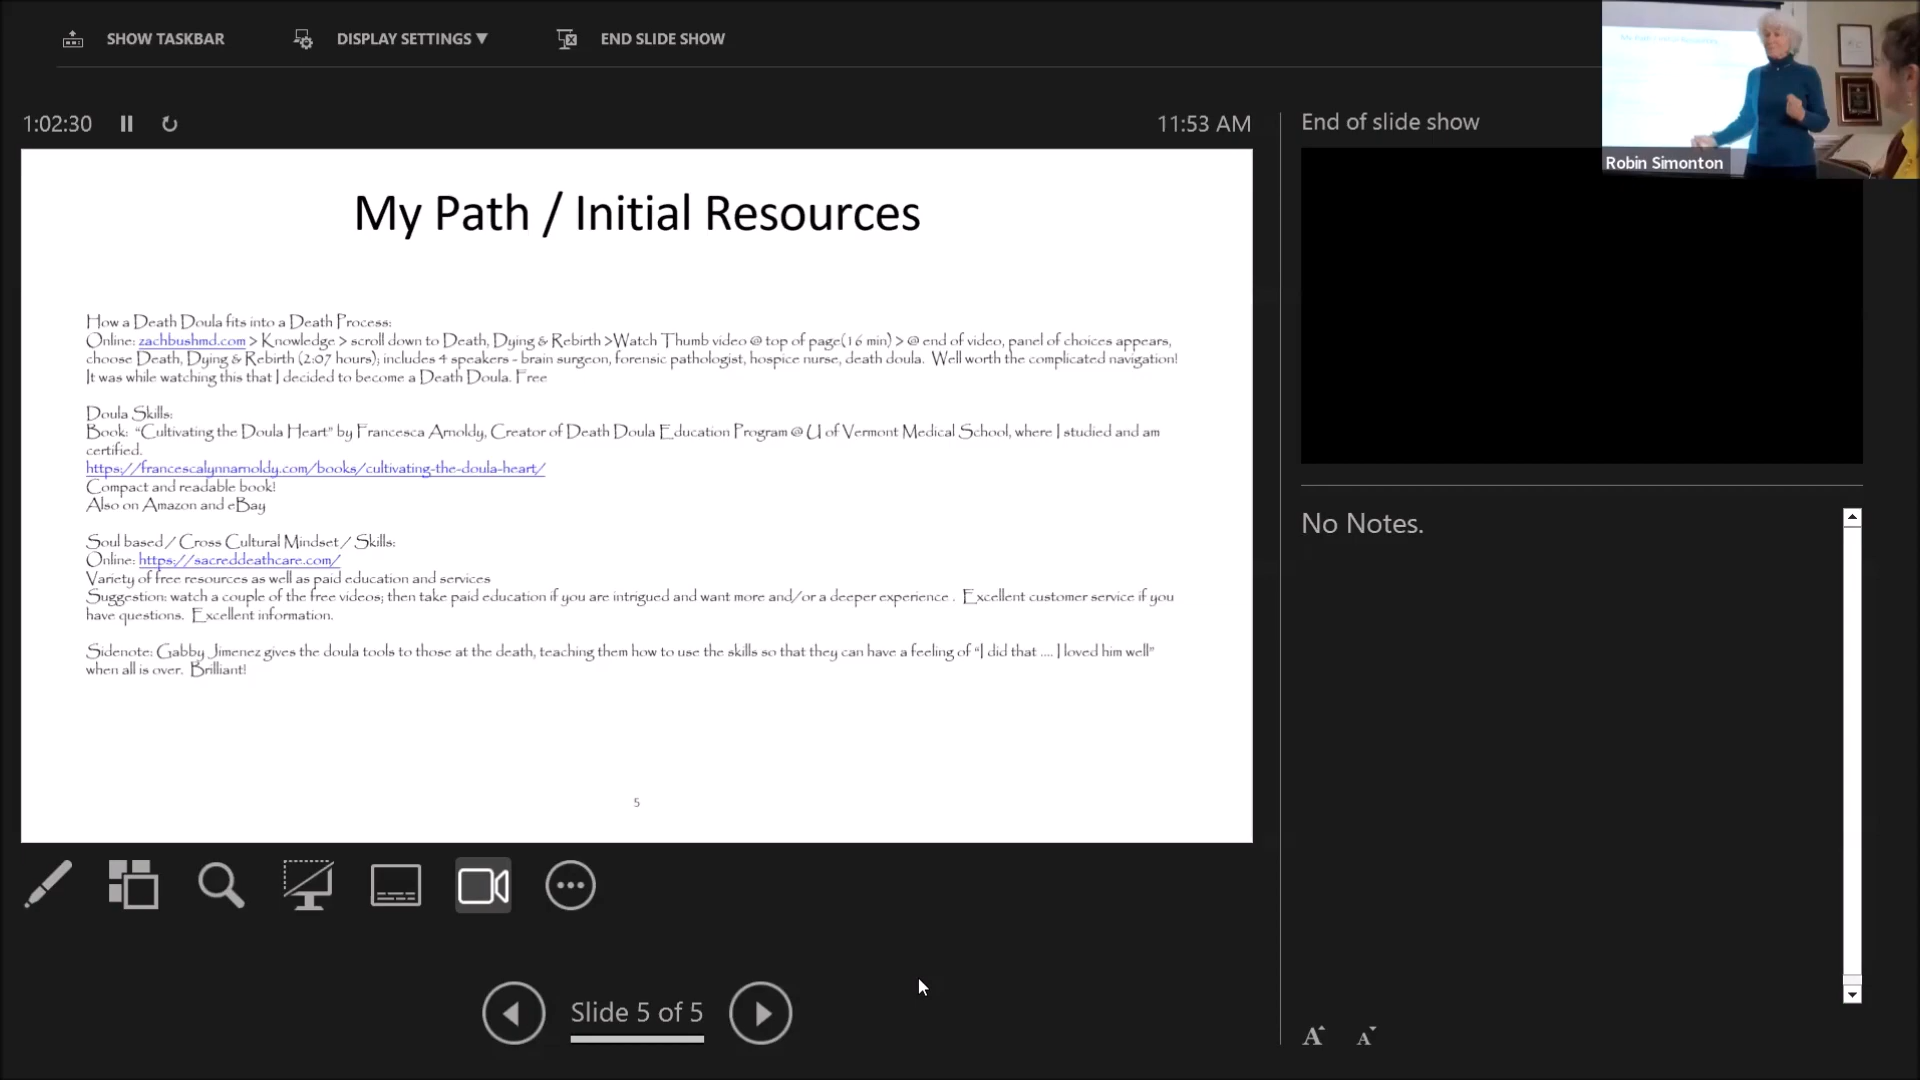 SHOW TASKBAR
DISPLAY SETTINGS ▼
END SLIDE SHOW
1:02:30
11:53 AM
End of slide show
Robin Simonton
My Path / Initial Resources
How a Death Doula fits into a Death Process:
Online: zachbushmd.com > Knowledge > scroll down to Death, Dying & Rebirth >Watch Thumb video @ top of page(16 min) > @ end of video, panel of choices appears,
choose Death, Dying & Rebirth (2:07 hours); includes 4 speakers - brain surgeon, forensic pathologist, hospice nurse, death doula. Well worth the complicated navigation!
It was while watching this that I decided to become a Death Doula. Free
Doula Skills:
Book: “Cultivating the Doula Heart” by Francesca Arnoldy, Creator of Death Doula Education Program @ U of Vermont Medical School, where I studied and am
certified.
https://francescalynnarnoldy.com/books/cultivating-the-doula-heart/
Compact and readable book!
Also on Amazon and eBay
Soul based / Cross Cultural Mindset / Skills:
Online: https://sacreddeathcare.com/
Variety of free resources as well as paid education and services
Suggestion: watch a couple of the free videos; then take paid education if you are intrigued and want more and/or a deeper experience . Excellent customer service if you
have questions. Excellent information.
Sidenote: Gabby Jimenez gives the doula tools to those at the death, teaching them how to use the skills so that they can have a feeling of “I did that .... I loved him well”
when all is over. Brilliant!
5
No Notes.
Slide 5 of 5
A A